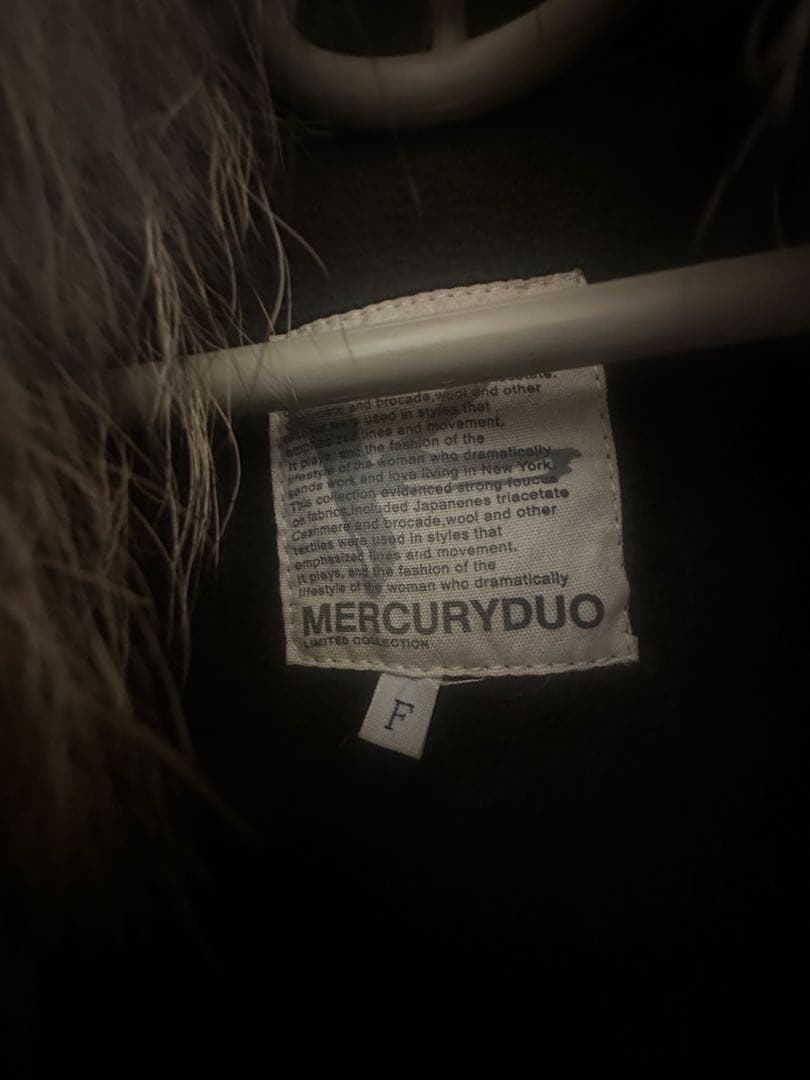 and brocade,wool and other
used in styles that
lines and movement.
It plays, and the fashion of the
lifestyle of the woman who dramatically
sends work and love living in New York.
This collection evidenced strong foucus
on fabrics,included Japanenes triacetate
Cashmere and brocade,wool and other
textiles were used in styles that
emphasized lines and movement.
It plays, and the fashion of the
lifestyle of the woman who dramatically
MERCURYDUO
LIMITED COLLECTION
F